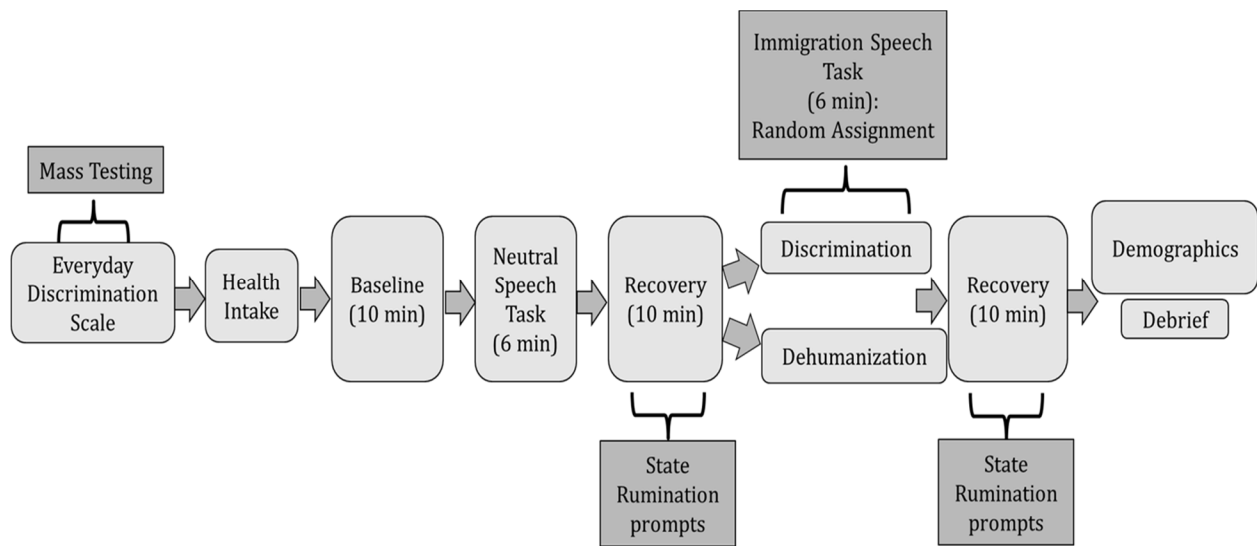 Immigration Speech
Task
(6 min):
Random Assignment
Mass Testing
Everyday
Discrimination
Scale
Health
Intake
Baseline
(10 min)
Neutral
Speech
Task
(6 min)
Recovery
(10 min)
Discrimination
Dehumanization
Recovery
(10 min)
Demographics
Debrief
State
Rumination
prompts
State
Rumination
prompts